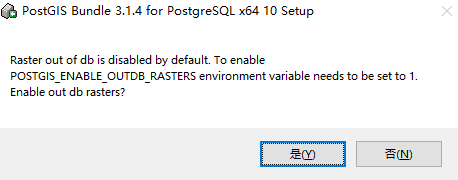 PostGIS Bundle 3.1.4 for PostgreSQL x64 10 Setup
Raster out of db is disabled by default. To enable
POSTGIS_ENABLE_OUTDB_RASTERS environment variable needs to be set to 1.
Enable out db rasters?
是(Y) 否(N)